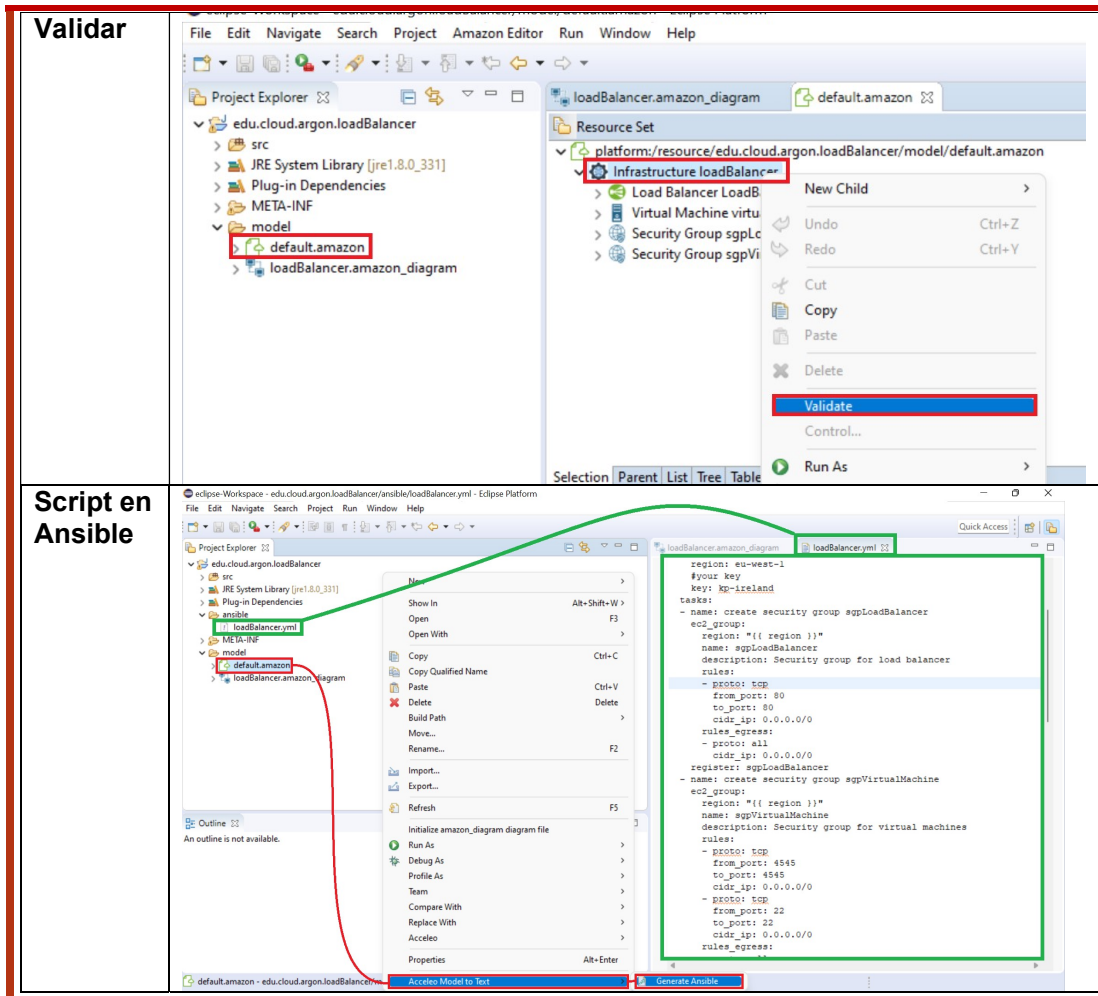 Validar
File Edit Navigate Search Project Amazon Editor Run Window Help
Project Explorer
edu.cloud.argon.loadBalancer
src
JRE System Library [jre1.8.0_331]
Plug-in Dependencies
META-INF
model
default.amazon
loadBalancer.amazon_diagram
loadBalancer.amazon_diagram
default.amazon
Resource Set
platform:/resource/edu.cloud.argon.loadBalancer/model/default.amazon
Infrastructure loadBalancer
Load Balancer LoadB
Virtual Machine virtu
Security Group sgpLo
Security Group sgpVi
New Child
Undo Ctrl+Z
Redo Ctrl+Y
Cut
Copy
Paste
Delete
Validate
Control...
Run As
Selection Parent List Tree Table
Script en
Ansible
eclipse-Workspace - edu.cloud.argon.loadBalancer/ansible/loadBalancer.yml - Eclipse Platform
File Edit Navigate Search Project Run Window Help
Quick Access
Project Explorer
edu.cloud.argon.loadBalancer
src
JRE System Library [jre1.8.0_331]
Plug-in Dependencies
ansible
loadBalancer.yml
META-INF
model
default.amazon
loadBalancer.amazon_diagram
Outline
An outline is not available.
New
Show In Alt+Shift+W >
Open F3
Open With
Copy Ctrl+C
Copy Qualified Name
Paste Ctrl+V
Delete Delete
Build Path
Move...
Rename... F2
Import...
Export...
Refresh F5
Initialize amazon_diagram diagram file
Run As
Debug As
Profile As
Team
Compare With
Replace With
Acceleo
Properties Alt+Enter
Acceleo Model to Text
Generate Ansible
loadBalancer.amazon_diagram
loadBalancer.yml
region: eu-west-1
#your key
key: kp-ireland
tasks:
- name: create security group sgpLoadBalancer
ec2_group:
region: "{{ region }}"
name: sgpLoadBalancer
description: Security group for load balancer
rules:
- proto: tcp
from_port: 80
to_port: 80
cidr_ip: 0.0.0.0/0
rules_egress:
- proto: all
cidr_ip: 0.0.0.0/0
register: sgpLoadBalancer
- name: create security group sgpVirtualMachine
ec2_group:
region: "{{ region }}"
name: sgpVirtualMachine
description: Security group for virtual machines
rules:
- proto: tcp
from_port: 4545
to_port: 4545
cidr_ip: 0.0.0.0/0
- proto: tcp
from_port: 22
to_port: 22
cidr_ip: 0.0.0.0/0
rules_egress:
default.amazon - edu.cloud.argon.loadBalancer/m